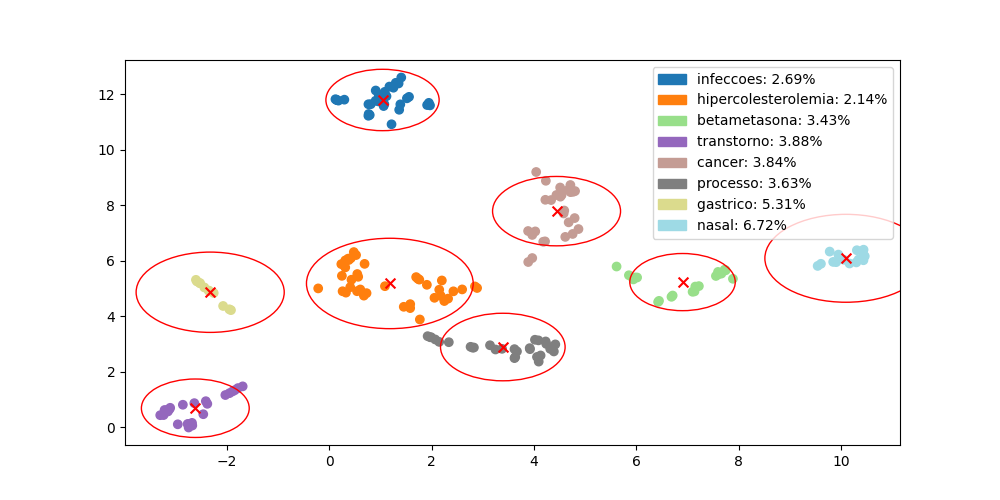 infeccoes: 2.69%
hipercolesterolemia: 2.14%
betametasona: 3.43%
transtorno: 3.88%
cancer: 3.84%
processo: 3.63%
gastrico: 5.31%
nasal: 6.72%
12
10
8
6
4
2
0
−2
0
2
4
6
8
10